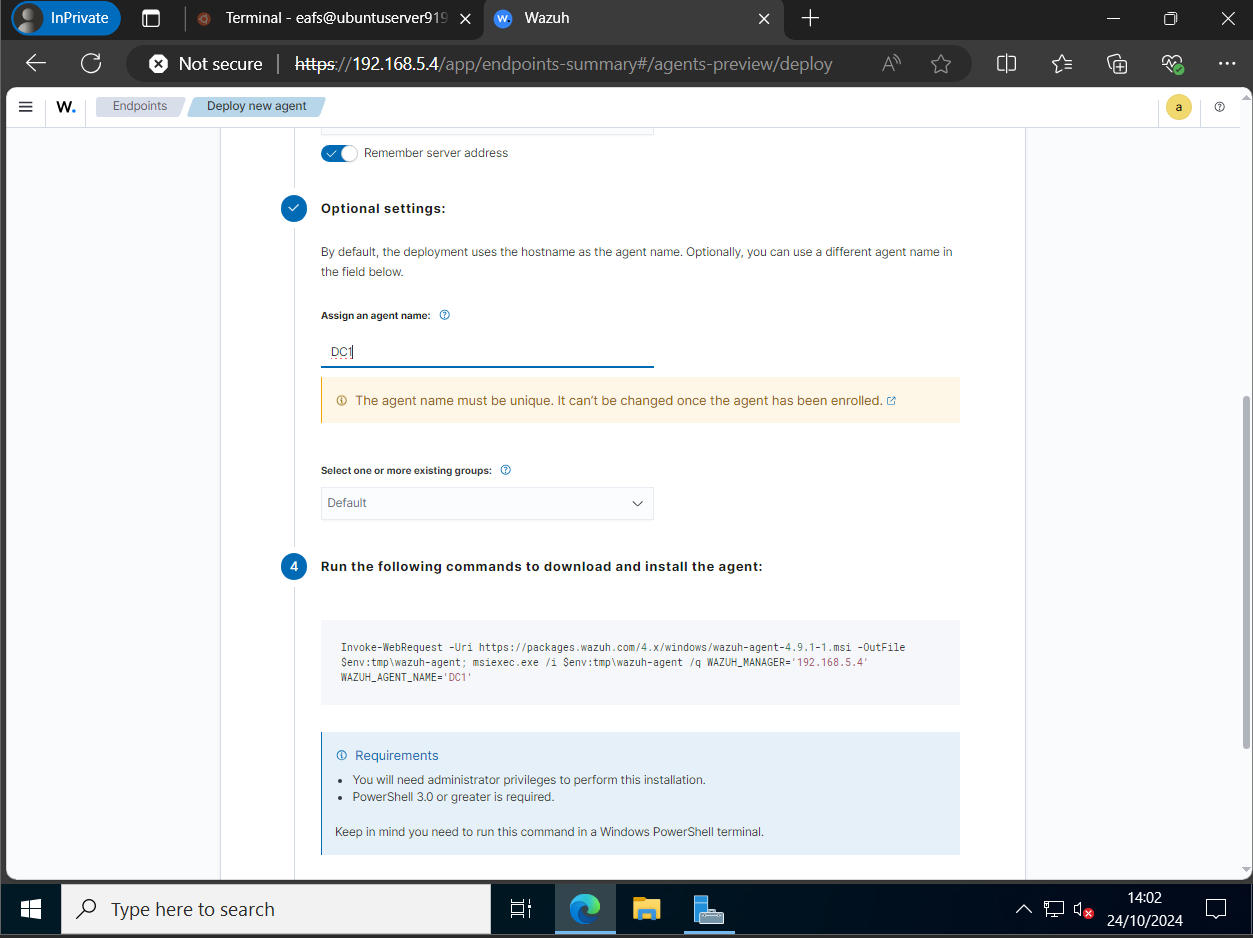 InPrivate
Terminal - eafs@ubuntuserver919
W. Wazuh
Not secure
https://192.168.5.4/app/endpoints-summary#/agents-preview/deploy
W.
Endpoints
Deploy new agent
a
Remember server address
Optional settings:
By default, the deployment uses the hostname as the agent name. Optionally, you can use a different agent name in
the field below.
Assign an agent name:
DC1
The agent name must be unique. It can't be changed once the agent has been enrolled.
Select one or more existing groups:
Default
4
Run the following commands to download and install the agent:
Invoke-WebRequest -Uri https://packages.wazuh.com/4.x/windows/wazuh-agent-4.9.1-1.msi -OutFile
$env:tmp\wazuh-agent; msiexec.exe /i $env:tmp\wazuh-agent /q WAZUH_MANAGER='192.168.5.4'
WAZUH_AGENT_NAME='DC1'
Requirements
• You will need administrator privileges to perform this installation.
• PowerShell 3.0 or greater is required.
Keep in mind you need to run this command in a Windows PowerShell terminal.
Type here to search
14:02
24/10/2024